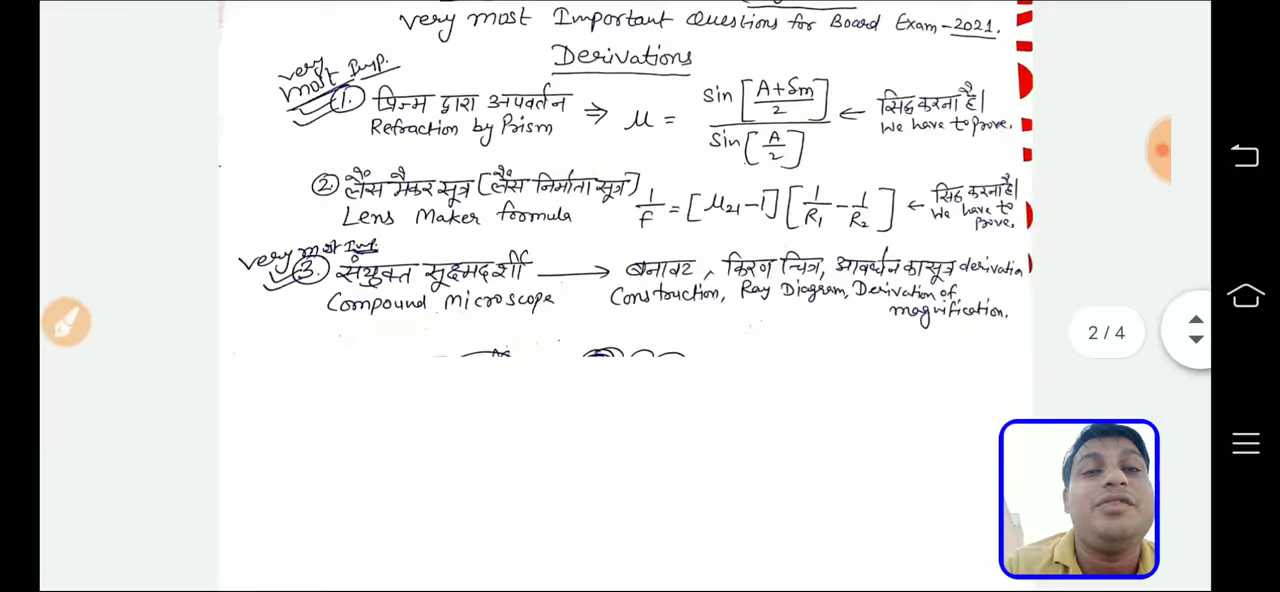 very most Important Questions for Board Exam-2021.
Derivations
very most Imp.
1. प्रिज्म द्वारा अपवर्तन ⇒ μ = sin[A+δm/2] / sin[A/2] ← सिद्ध करना है।
Refraction by Prism We have to prove.
2. लैंस मैकर सूत्र [लैंस निर्माता सूत्र] 1/f = [μ21-1][1/R1 - 1/R2] ← सिद्ध करना है।
Lens Maker formula We have to prove.
very most Imp.
3. संयुक्त सूक्ष्मदर्शी → बनावट, किरण चित्र, आवर्धन का सूत्र derivation
Compound microscope Construction, Ray Diagram, Derivation of magnification.
2 / 4